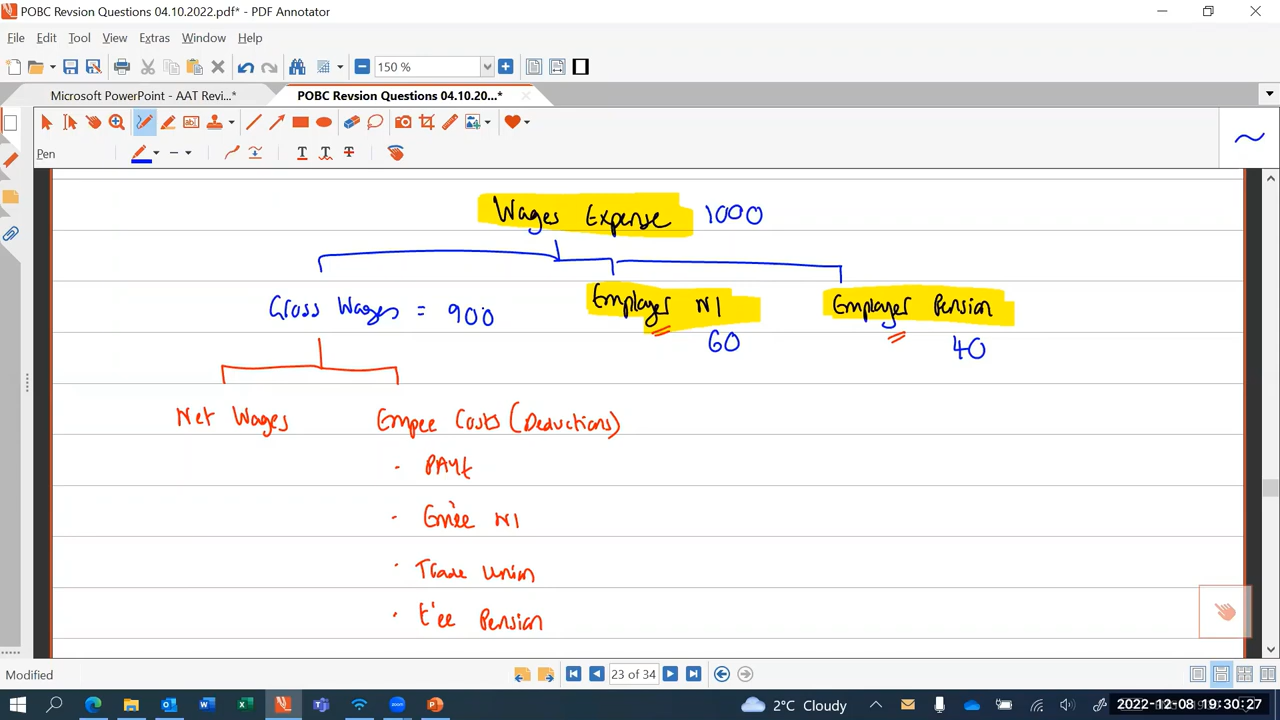 POBC Revsion Questions 04.10.2022.pdf* - PDF Annotator
File Edit Tool View Extras Window Help
150 %
Microsoft PowerPoint - AAT Revi...*
POBC Revsion Questions 04.10.20...*
Pen
Wages Expense 1000
Gross Wages = 900
Employer NI
Employer Pension
60
40
Net Wages
Empee Costs (Deductions)
· PAYE
· Em'ee NI
· Trade Union
· E'ee Pension
Modified
23 of 34
2°C Cloudy
2022-12-08 19:30:27